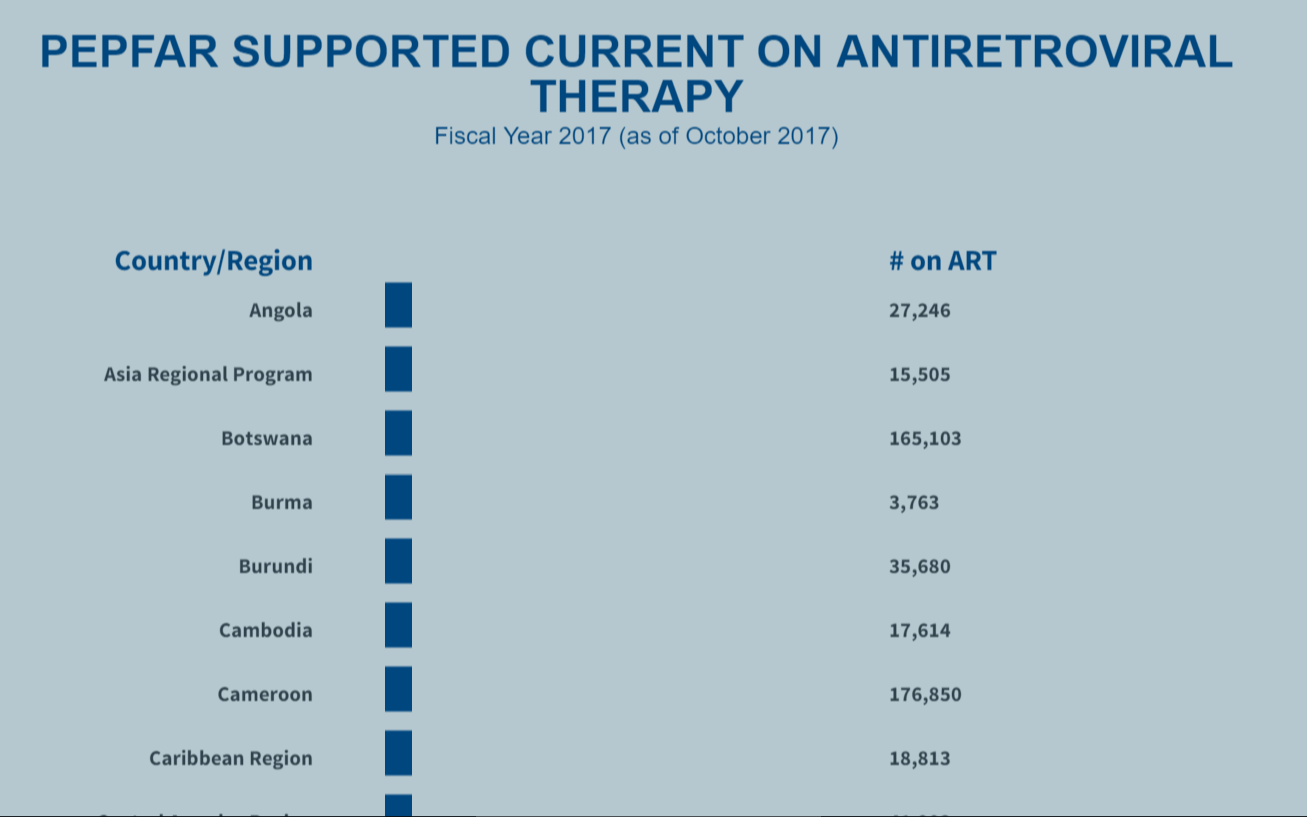 PEPFAR SUPPORTED CURRENT ON ANTIRETROVIRAL
THERAPY
Fiscal Year 2017 (as of October 2017)
Country/Region # on ART
Angola 27,246
Asia Regional Program 15,505
Botswana 165,103
Burma 3,763
Burundi 35,680
Cambodia 17,614
Cameroon 176,850
Caribbean Region 18,813